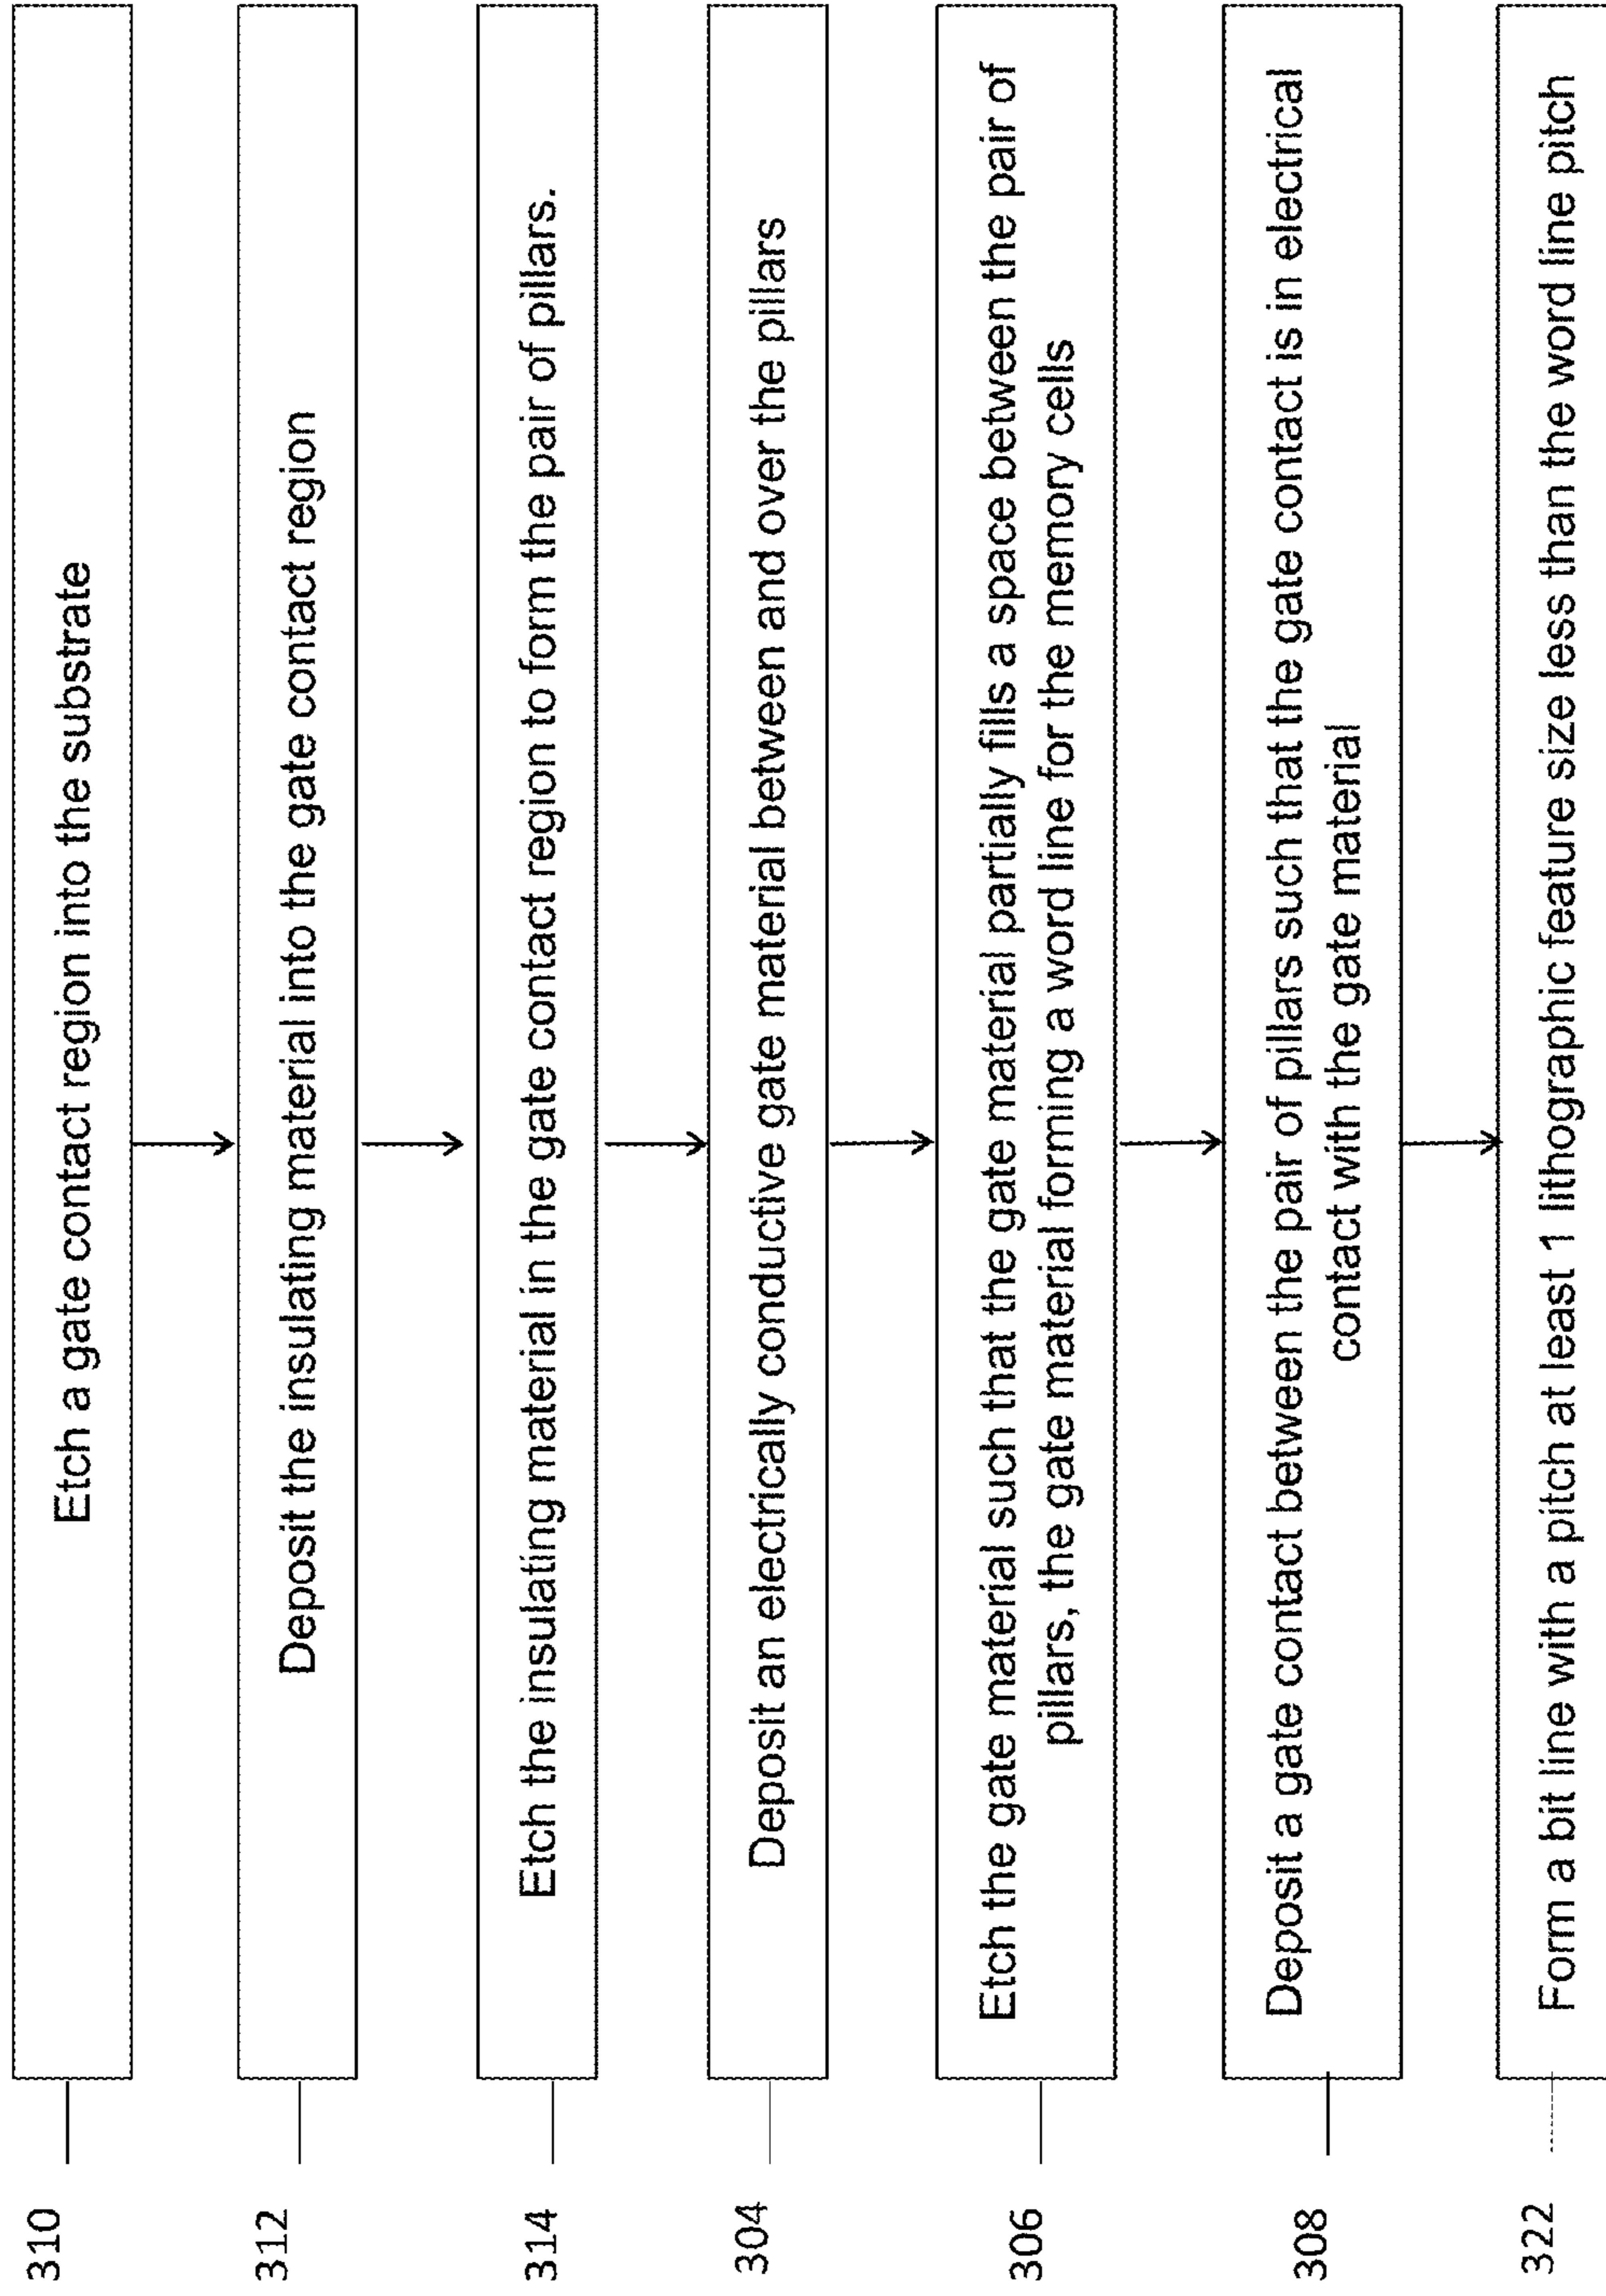 310
Etch a gate contact region into the substrate
312
Deposit the insulating material into the gate contact region
314
Etch the insulating material in the gate contact region to form the pair of pillars.
304
Deposit an electrically conductive gate material between and over the pillars
306
Etch the gate material such that the gate material partially fills a space between the pair of
pillars, the gate material forming a word line for the memory cells
308
Deposit a gate contact between the pair of pillars such that the gate contact is in electrical
contact with the gate material
322
Form a bit line with a pitch at least 1 lithographic feature size less than the word line pitch